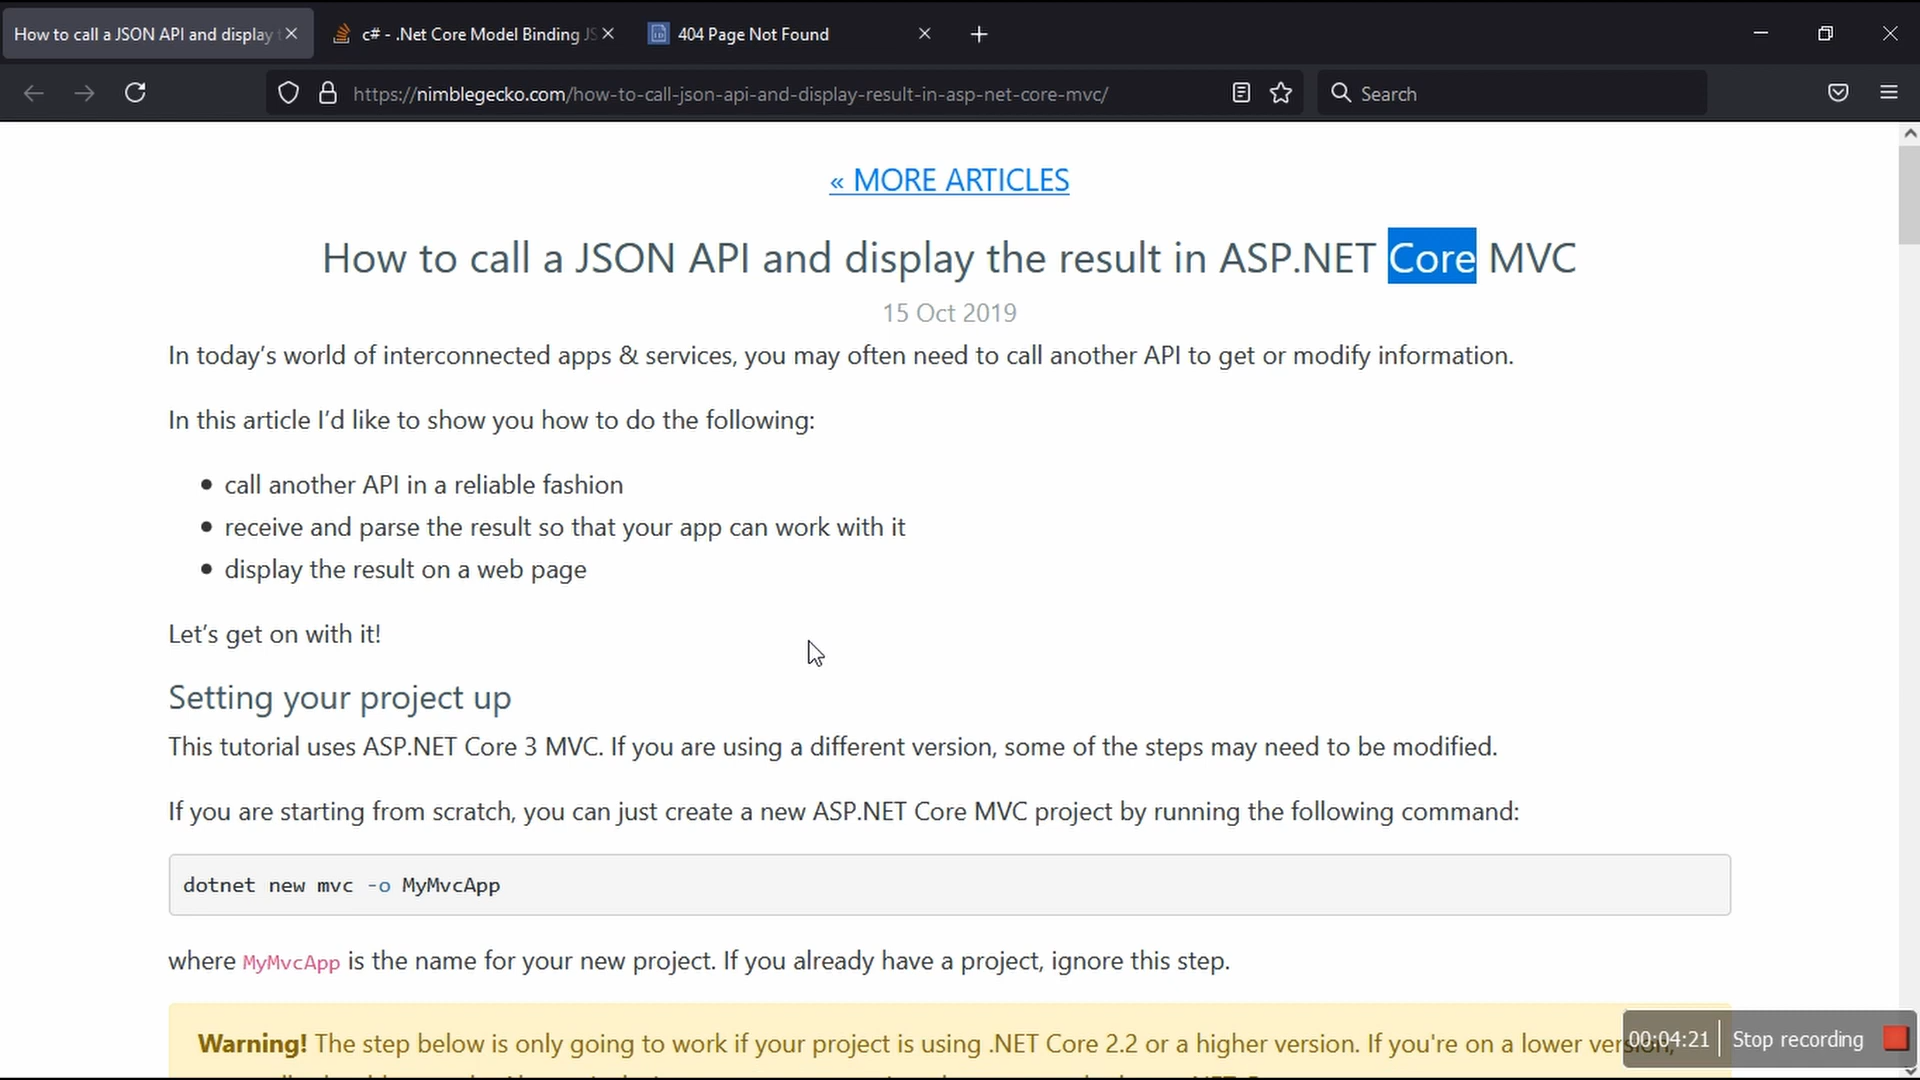 How to call a JSON API and display
c# - .Net Core Model Binding JS
404 Page Not Found
https://nimblegecko.com/how-to-call-json-api-and-display-result-in-asp-net-core-mvc/
Search
« MORE ARTICLES
How to call a JSON API and display the result in ASP.NET Core MVC
15 Oct 2019
In today's world of interconnected apps & services, you may often need to call another API to get or modify information.
In this article I'd like to show you how to do the following:
• call another API in a reliable fashion
• receive and parse the result so that your app can work with it
• display the result on a web page
Let's get on with it!
Setting your project up
This tutorial uses ASP.NET Core 3 MVC. If you are using a different version, some of the steps may need to be modified.
If you are starting from scratch, you can just create a new ASP.NET Core MVC project by running the following command:
dotnet new mvc -o MyMvcApp
where MyMvcApp is the name for your new project. If you already have a project, ignore this step.
Warning! The step below is only going to work if your project is using .NET Core 2.2 or a higher version. If you're on a lower version,
00:04:21 Stop recording